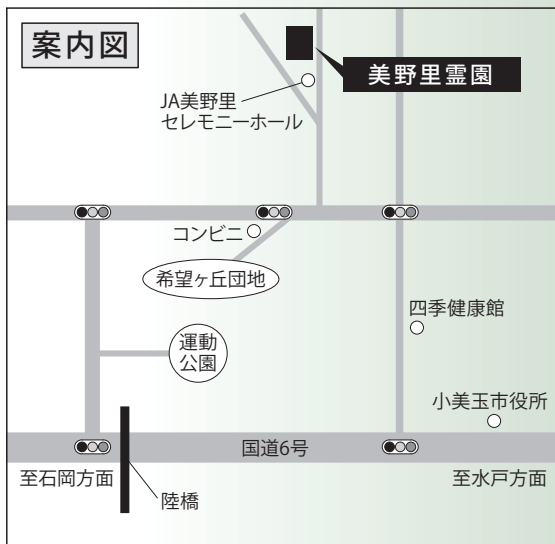 案内図
美野里霊園
JA美野里
セレモニーホール
コンビニ
希望ヶ丘団地
四季健康館
運動
公園
小美玉市役所
国道6号
至石岡方面
至水戸方面
陸橋